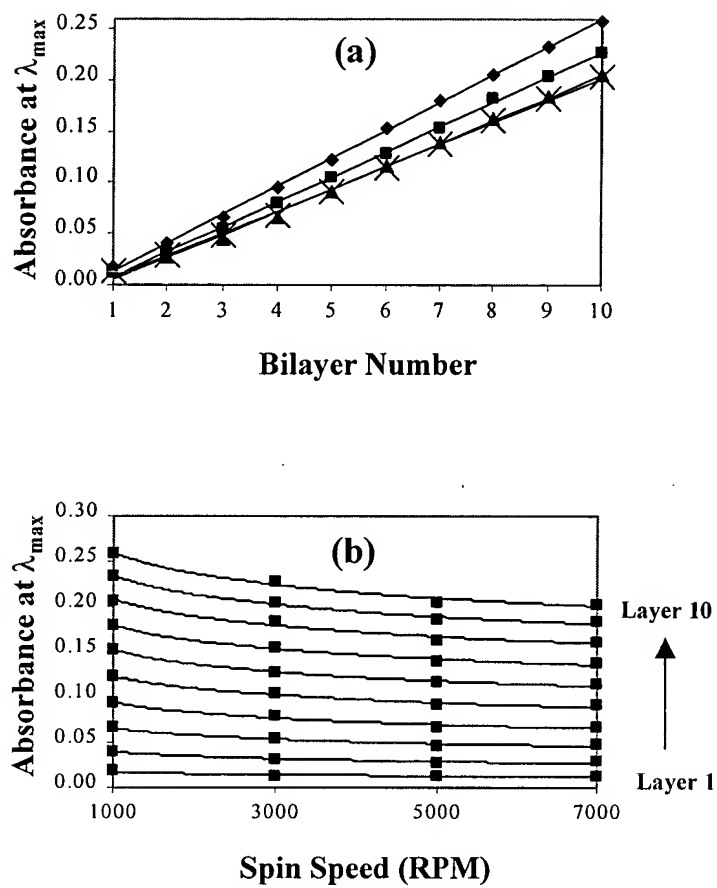 (a)
Absorbance at λmax
0.25
0.20
0.15
0.10
0.05
0.00
1 2 3 4 5 6 7 8 9 10
Bilayer Number
(b)
Absorbance at λmax
0.30
0.25
0.20
0.15
0.10
0.05
0.00
1000 3000 5000 7000
Spin Speed (RPM)
Layer 10
Layer 1